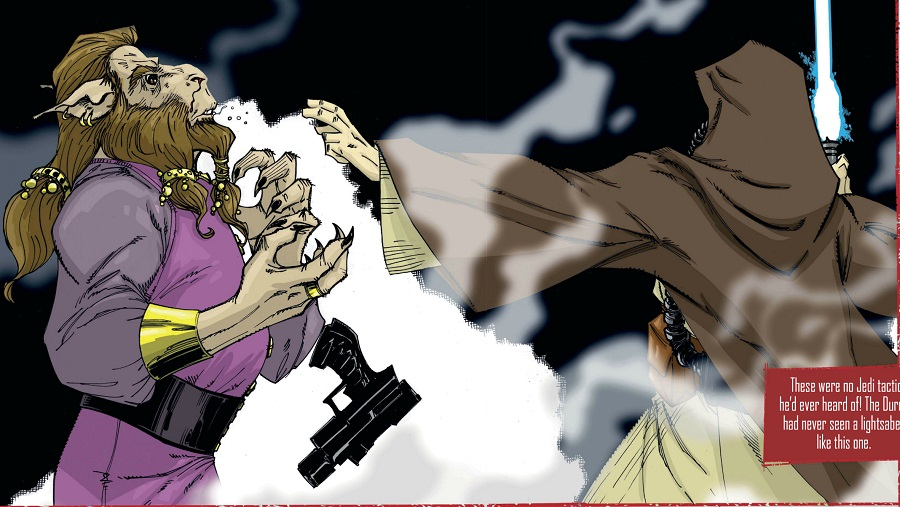 These were no Jedi tactic
he'd ever heard of! The Duro
had never seen a lightsabe
like this one.